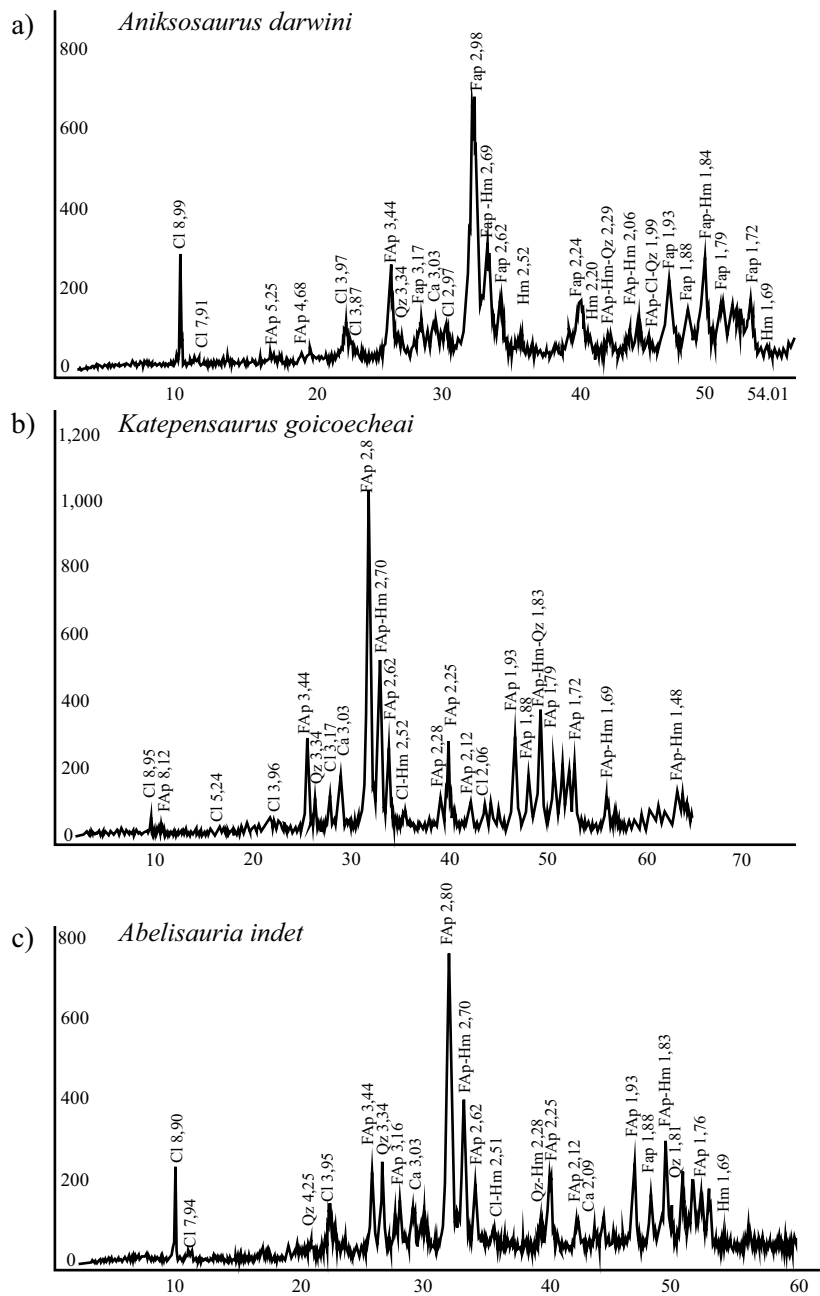 a)
Aniksosaurus darwini
800
600
400
200
0
Cl 8,99
Cl 7,91
FAp 5,25
FAp 4,68
Cl 3,97
Cl 3,87
FAp 3,44
Qz 3,34
Fap 3,17
Ca 3,03
Cl 2,97
Fap 2,98
Fap -Hm 2,69
Fap 2,62
Hm 2,52
Fap 2,24
Hm 2,20
FAp-Hm-Qz 2,29
FAp-Hm 2,06
FAp-Cl-Qz 1,99
Fap 1,93
Fap 1,88
Fap-Hm 1,84
Fap 1,79
Fap 1,72
Hm 1,69
10
20
30
40
50
54.01
b)
Katepensaurus goicoecheai
1,200
1,000
800
600
400
200
0
Cl 8,95
FAp 8,12
Cl 5,24
Cl 3,96
FAp 3,44
Qz 3,34
Cl 3,17
Ca 3,03
FAp 2,8
FAp-Hm 2,70
FAp 2,62
Cl-Hm 2,52
FAp 2,28
FAp 2,25
FAp 2,12
Cl 2,06
FAp 1,93
FAp 1,88
FAp-Hm-Qz 1,83
FAp 1,79
FAp 1,72
FAp-Hm 1,69
FAp-Hm 1,48
10
20
30
40
50
60
70
c)
Abelisauria indet
800
600
400
200
0
Cl 8,90
Cl 7,94
Qz 4,25
Cl 3,95
FAp 3,44
Qz 3,34
FAp 3,16
Ca 3,03
FAp 2,80
FAp-Hm 2,70
FAp 2,62
Cl-Hm 2,51
Qz-Hm 2,28
FAp 2,25
FAp 2,12
Ca 2,09
FAp 1,93
Fap 1,88
FAp-Hm 1,83
Qz 1,81
FAp 1,76
Hm 1,69
10
20
30
40
50
60